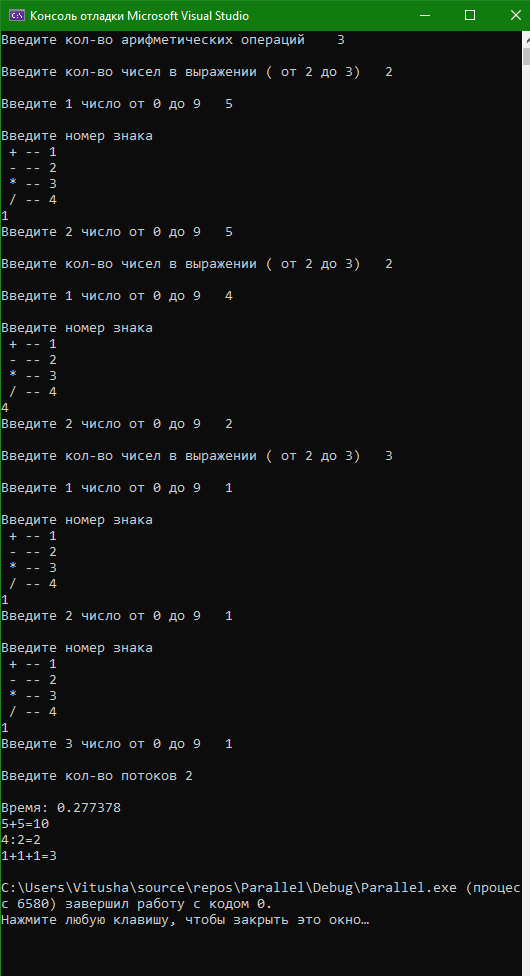 Консоль отладки Microsoft Visual Studio
Введите кол-во арифметических операций    3
Введите кол-во чисел в выражении ( от 2 до 3)   2
Введите 1 число от 0 до 9   5
Введите номер знака
+ -- 1
- -- 2
* -- 3
/ -- 4
1
Введите 2 число от 0 до 9   5
Введите кол-во чисел в выражении ( от 2 до 3)   2
Введите 1 число от 0 до 9   4
Введите номер знака
+ -- 1
- -- 2
* -- 3
/ -- 4
4
Введите 2 число от 0 до 9   2
Введите кол-во чисел в выражении ( от 2 до 3)   3
Введите 1 число от 0 до 9   1
Введите номер знака
+ -- 1
- -- 2
* -- 3
/ -- 4
1
Введите 2 число от 0 до 9   1
Введите номер знака
+ -- 1
- -- 2
* -- 3
/ -- 4
1
Введите 3 число от 0 до 9   1
Введите кол-во потоков 2
Время: 0.277378
5+5=10
4:2=2
1+1+1=3
C:\Users\Vitusha\source\repos\Parallel\Debug\Parallel.exe (процес
с 6580) завершил работу с кодом 0.
Нажмите любую клавишу, чтобы закрыть это окно…